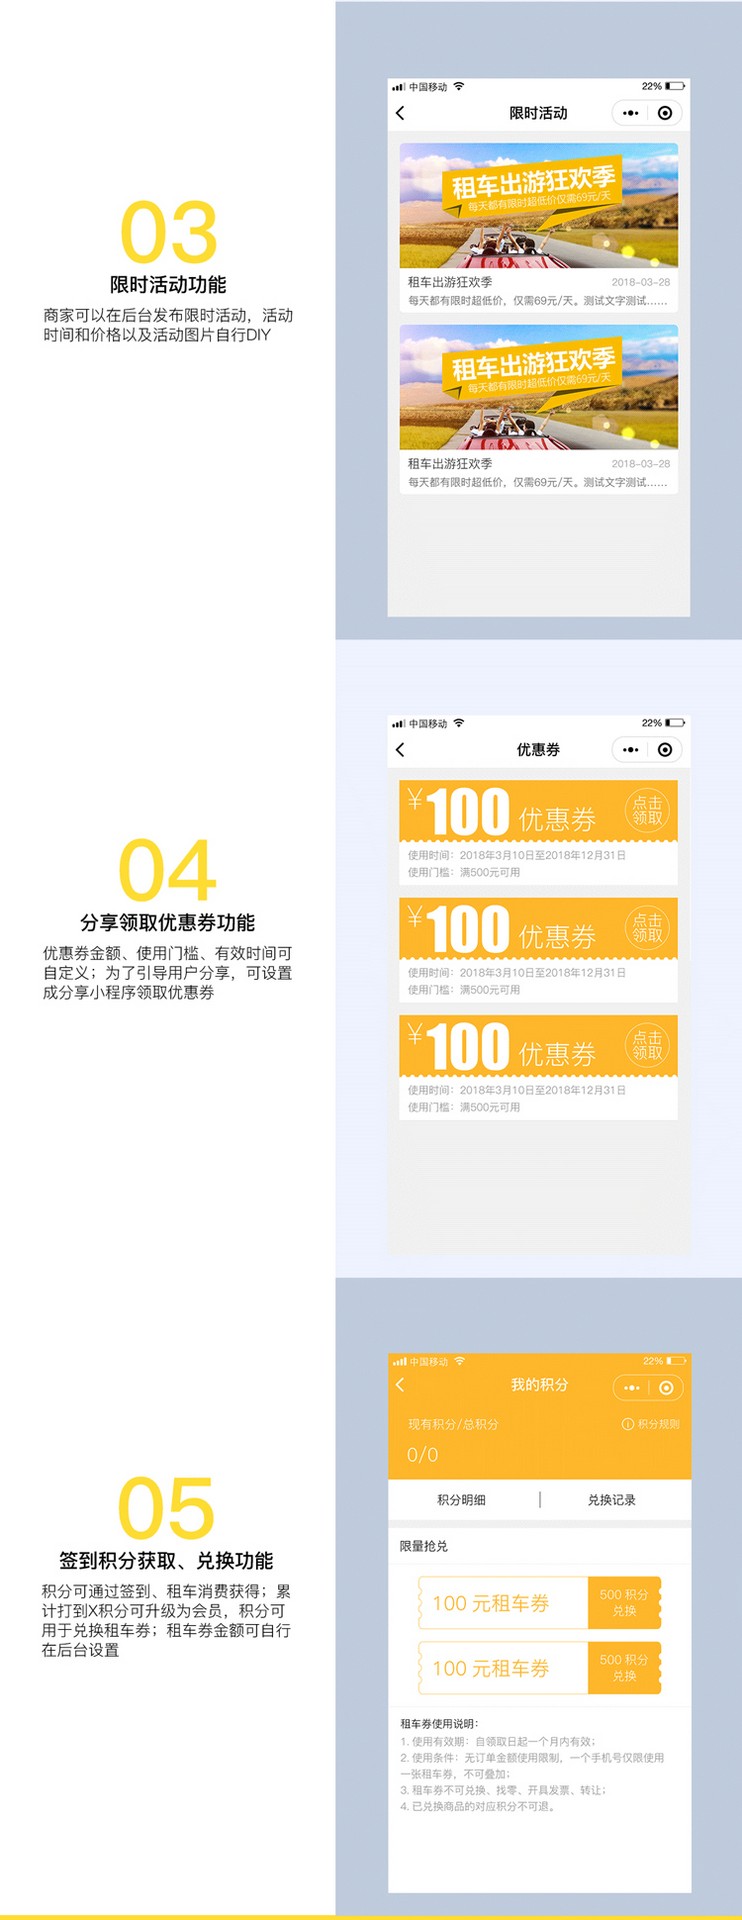 03
限时活动功能
商家可以在后台发布限时活动，活动
时间和价格以及活动图片自行DIY
中国移动
22%
限时活动
租车出游狂欢季
每天都有限时超低价仅需69元/天
租车出游狂欢季
2018-03-28
每天都有限时超低价，仅需69元/天。测试文字测试……
租车出游狂欢季
每天都有限时超低价仅需69元/天
租车出游狂欢季
2018-03-28
每天都有限时超低价，仅需69元/天。测试文字测试……
04
分享领取优惠券功能
优惠券金额、使用门槛、有效时间可
自定义；为了引导用户分享，可设置
成分享小程序领取优惠券
中国移动
22%
优惠券
¥100 优惠券
点击
领取
使用时间：2018年3月10日至2018年12月31日
使用门槛：满500元可用
¥100 优惠券
点击
领取
使用时间：2018年3月10日至2018年12月31日
使用门槛：满500元可用
¥100 优惠券
点击
领取
使用时间：2018年3月10日至2018年12月31日
使用门槛：满500元可用
05
签到积分获取、兑换功能
积分可通过签到、租车消费获得；累
计打到X积分可升级为会员，积分可
用于兑换租车券；租车券金额可自行
在后台设置
中国移动
22%
我的积分
现有积分/总积分
积分规则
0/0
积分明细
兑换记录
限量抢兑
100 元租车券
500 积分
兑换
100 元租车券
500 积分
兑换
租车券使用说明：
1. 使用有效期：自领取日起一个月内有效；
2. 使用条件：无订单金额使用限制，一个手机号仅限使用
一张租车券，不可叠加；
3. 租车券不可兑换、找零、开具发票、转让；
4. 已兑换商品的对应积分不可退。